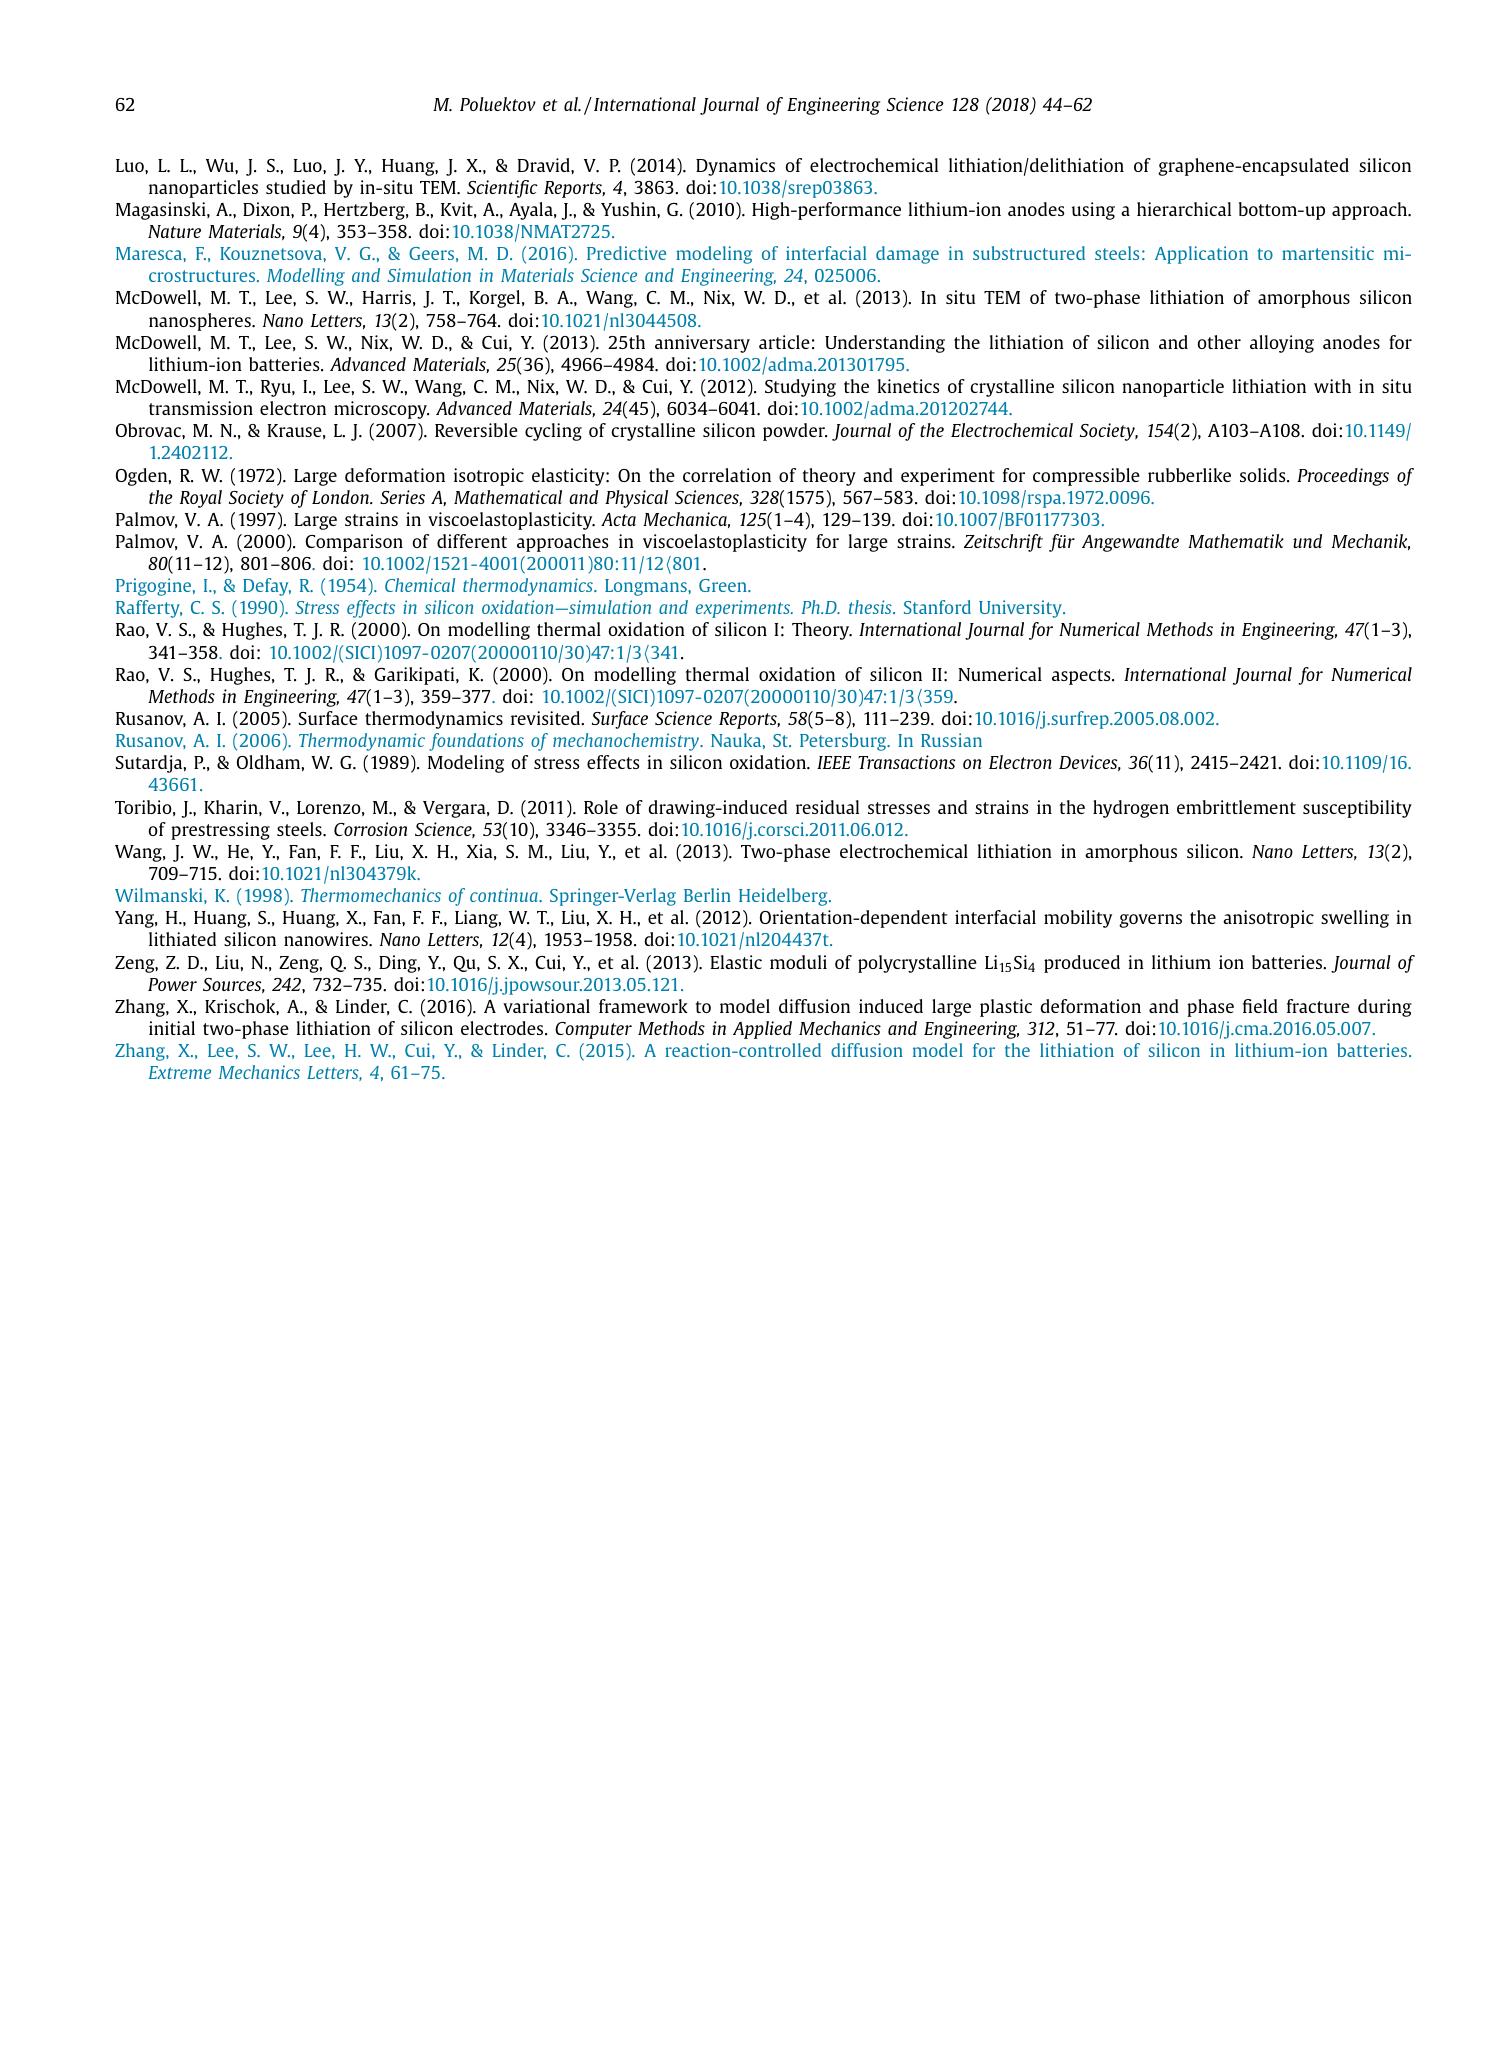 62
M. Poluektov et al. / International Journal of Engineering Science 128 (2018) 44–62
Luo, L. L., Wu, J. S., Luo, J. Y., Huang, J. X., & Dravid, V. P. (2014). Dynamics of electrochemical lithiation/delithiation of graphene-encapsulated silicon
nanoparticles studied by in-situ TEM. Scientific Reports, 4, 3863. doi:10.1038/srep03863.
Magasinski, A., Dixon, P., Hertzberg, B., Kvit, A., Ayala, J., & Yushin, G. (2010). High-performance lithium-ion anodes using a hierarchical bottom-up approach.
Nature Materials, 9(4), 353–358. doi:10.1038/NMAT2725.
Maresca, F., Kouznetsova, V. G., & Geers, M. D. (2016). Predictive modeling of interfacial damage in substructured steels: Application to martensitic mi-
crostructures. Modelling and Simulation in Materials Science and Engineering, 24, 025006.
McDowell, M. T., Lee, S. W., Harris, J. T., Korgel, B. A., Wang, C. M., Nix, W. D., et al. (2013). In situ TEM of two-phase lithiation of amorphous silicon
nanospheres. Nano Letters, 13(2), 758–764. doi:10.1021/nl3044508.
McDowell, M. T., Lee, S. W., Nix, W. D., & Cui, Y. (2013). 25th anniversary article: Understanding the lithiation of silicon and other alloying anodes for
lithium-ion batteries. Advanced Materials, 25(36), 4966–4984. doi:10.1002/adma.201301795.
McDowell, M. T., Ryu, I., Lee, S. W., Wang, C. M., Nix, W. D., & Cui, Y. (2012). Studying the kinetics of crystalline silicon nanoparticle lithiation with in situ
transmission electron microscopy. Advanced Materials, 24(45), 6034–6041. doi:10.1002/adma.201202744.
Obrovac, M. N., & Krause, L. J. (2007). Reversible cycling of crystalline silicon powder. Journal of the Electrochemical Society, 154(2), A103–A108. doi:10.1149/
1.2402112.
Ogden, R. W. (1972). Large deformation isotropic elasticity: On the correlation of theory and experiment for compressible rubberlike solids. Proceedings of
the Royal Society of London. Series A, Mathematical and Physical Sciences, 328(1575), 567–583. doi:10.1098/rspa.1972.0096.
Palmov, V. A. (1997). Large strains in viscoelastoplasticity. Acta Mechanica, 125(1–4), 129–139. doi:10.1007/BF01177303.
Palmov, V. A. (2000). Comparison of different approaches in viscoelastoplasticity for large strains. Zeitschrift für Angewandte Mathematik und Mechanik,
80(11–12), 801–806. doi: 10.1002/1521-4001(200011)80:11/12⟨801.
Prigogine, I., & Defay, R. (1954). Chemical thermodynamics. Longmans, Green.
Rafferty, C. S. (1990). Stress effects in silicon oxidation—simulation and experiments. Ph.D. thesis. Stanford University.
Rao, V. S., & Hughes, T. J. R. (2000). On modelling thermal oxidation of silicon I: Theory. International Journal for Numerical Methods in Engineering, 47(1–3),
341–358. doi: 10.1002/(SICI)1097-0207(20000110/30)47:1/3⟨341.
Rao, V. S., Hughes, T. J. R., & Garikipati, K. (2000). On modelling thermal oxidation of silicon II: Numerical aspects. International Journal for Numerical
Methods in Engineering, 47(1–3), 359–377. doi: 10.1002/(SICI)1097-0207(20000110/30)47:1/3⟨359.
Rusanov, A. I. (2005). Surface thermodynamics revisited. Surface Science Reports, 58(5–8), 111–239. doi:10.1016/j.surfrep.2005.08.002.
Rusanov, A. I. (2006). Thermodynamic foundations of mechanochemistry. Nauka, St. Petersburg. In Russian
Sutardja, P., & Oldham, W. G. (1989). Modeling of stress effects in silicon oxidation. IEEE Transactions on Electron Devices, 36(11), 2415–2421. doi:10.1109/16.
43661.
Toribio, J., Kharin, V., Lorenzo, M., & Vergara, D. (2011). Role of drawing-induced residual stresses and strains in the hydrogen embrittlement susceptibility
of prestressing steels. Corrosion Science, 53(10), 3346–3355. doi:10.1016/j.corsci.2011.06.012.
Wang, J. W., He, Y., Fan, F. F., Liu, X. H., Xia, S. M., Liu, Y., et al. (2013). Two-phase electrochemical lithiation in amorphous silicon. Nano Letters, 13(2),
709–715. doi:10.1021/nl304379k.
Wilmanski, K. (1998). Thermomechanics of continua. Springer-Verlag Berlin Heidelberg.
Yang, H., Huang, S., Huang, X., Fan, F. F., Liang, W. T., Liu, X. H., et al. (2012). Orientation-dependent interfacial mobility governs the anisotropic swelling in
lithiated silicon nanowires. Nano Letters, 12(4), 1953–1958. doi:10.1021/nl204437t.
Zeng, Z. D., Liu, N., Zeng, Q. S., Ding, Y., Qu, S. X., Cui, Y., et al. (2013). Elastic moduli of polycrystalline Li₁₅Si₄ produced in lithium ion batteries. Journal of
Power Sources, 242, 732–735. doi:10.1016/j.jpowsour.2013.05.121.
Zhang, X., Krischok, A., & Linder, C. (2016). A variational framework to model diffusion induced large plastic deformation and phase field fracture during
initial two-phase lithiation of silicon electrodes. Computer Methods in Applied Mechanics and Engineering, 312, 51–77. doi:10.1016/j.cma.2016.05.007.
Zhang, X., Lee, S. W., Lee, H. W., Cui, Y., & Linder, C. (2015). A reaction-controlled diffusion model for the lithiation of silicon in lithium-ion batteries.
Extreme Mechanics Letters, 4, 61–75.